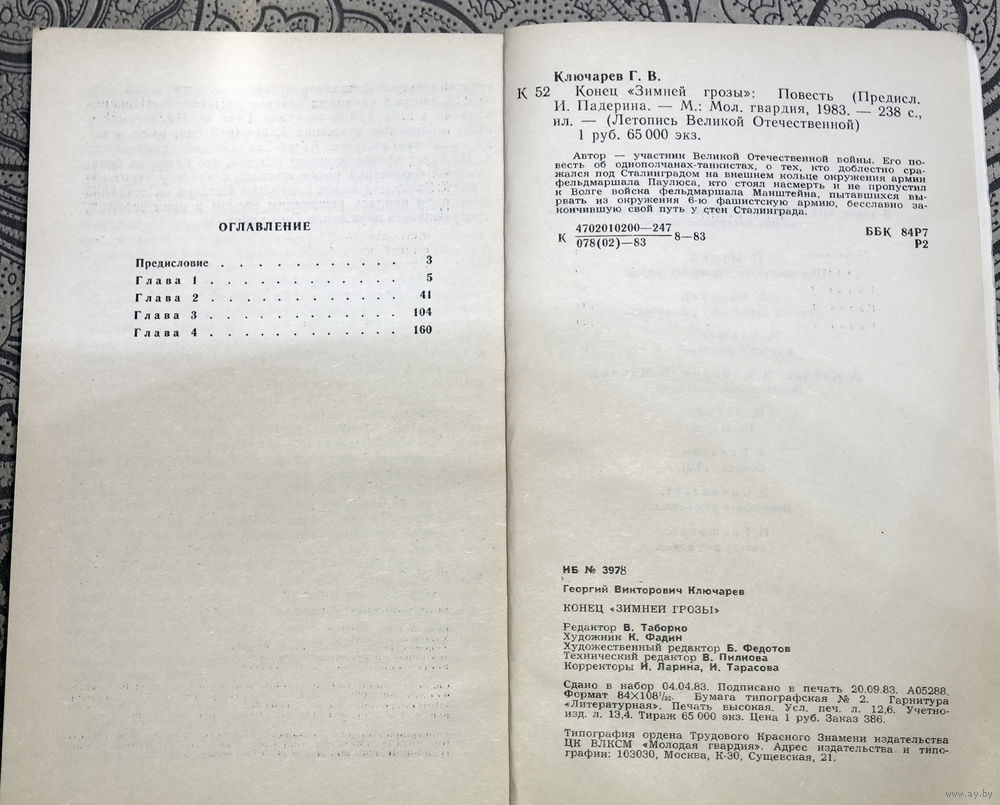 ОГЛАВЛЕНИЕ
Предисловие . . . . . . . . . . . 3
Глава 1 . . . . . . . . . . . 5
Глава 2 . . . . . . . . . . . 41
Глава 3 . . . . . . . . . . . 104
Глава 4 . . . . . . . . . . . 160
Ключарев Г. В.
К 52 Конец «Зимней грозы»: Повесть (Предисл.
И. Падерина. — М.: Мол. гвардия, 1983. — 238 с.,
ил. — (Летопись Великой Отечественной)
1 руб. 65 000 экз.
Автор — участник Великой Отечественной войны. Его по-
весть об однополчанах-танкистах, о тех, кто доблестно сра-
жался под Сталинградом на внешнем кольце окружения армии
фельдмаршала Паулюса, кто стоял насмерть и не пропустил
к Волге войска фельдмаршала Манштейна, пытавшихся вы-
рвать из окружения 6-ю фашистскую армию, бесславно за-
кончившую свой путь у стен Сталинграда.
К 4702010200—247
078(02)—83 8—83
ББК 84Р7
Р2
ИБ № 3978
Георгий Викторович Ключарев
КОНЕЦ «ЗИМНЕЙ ГРОЗЫ»
Редактор В. Таборко
Художник К. Фадин
Художественный редактор Б. Федотов
Технический редактор В. Пилкова
Корректоры И. Ларина, И. Тарасова
Сдано в набор 04.04.83. Подписано в печать 20.09.83. А05288.
Формат 84×108¹/₃₂. Бумага типографская № 2. Гарнитура
«Литературная». Печать высокая. Усл. печ. л. 12,6. Учетно-
изд. л. 13,4. Тираж 65 000 экз. Цена 1 руб. Заказ 386.
Типография ордена Трудового Красного Знамени издательства
ЦК ВЛКСМ «Молодая гвардия». Адрес издательства и типо-
графии: 103030, Москва, К-30, Сущевская, 21.
www.ay.by